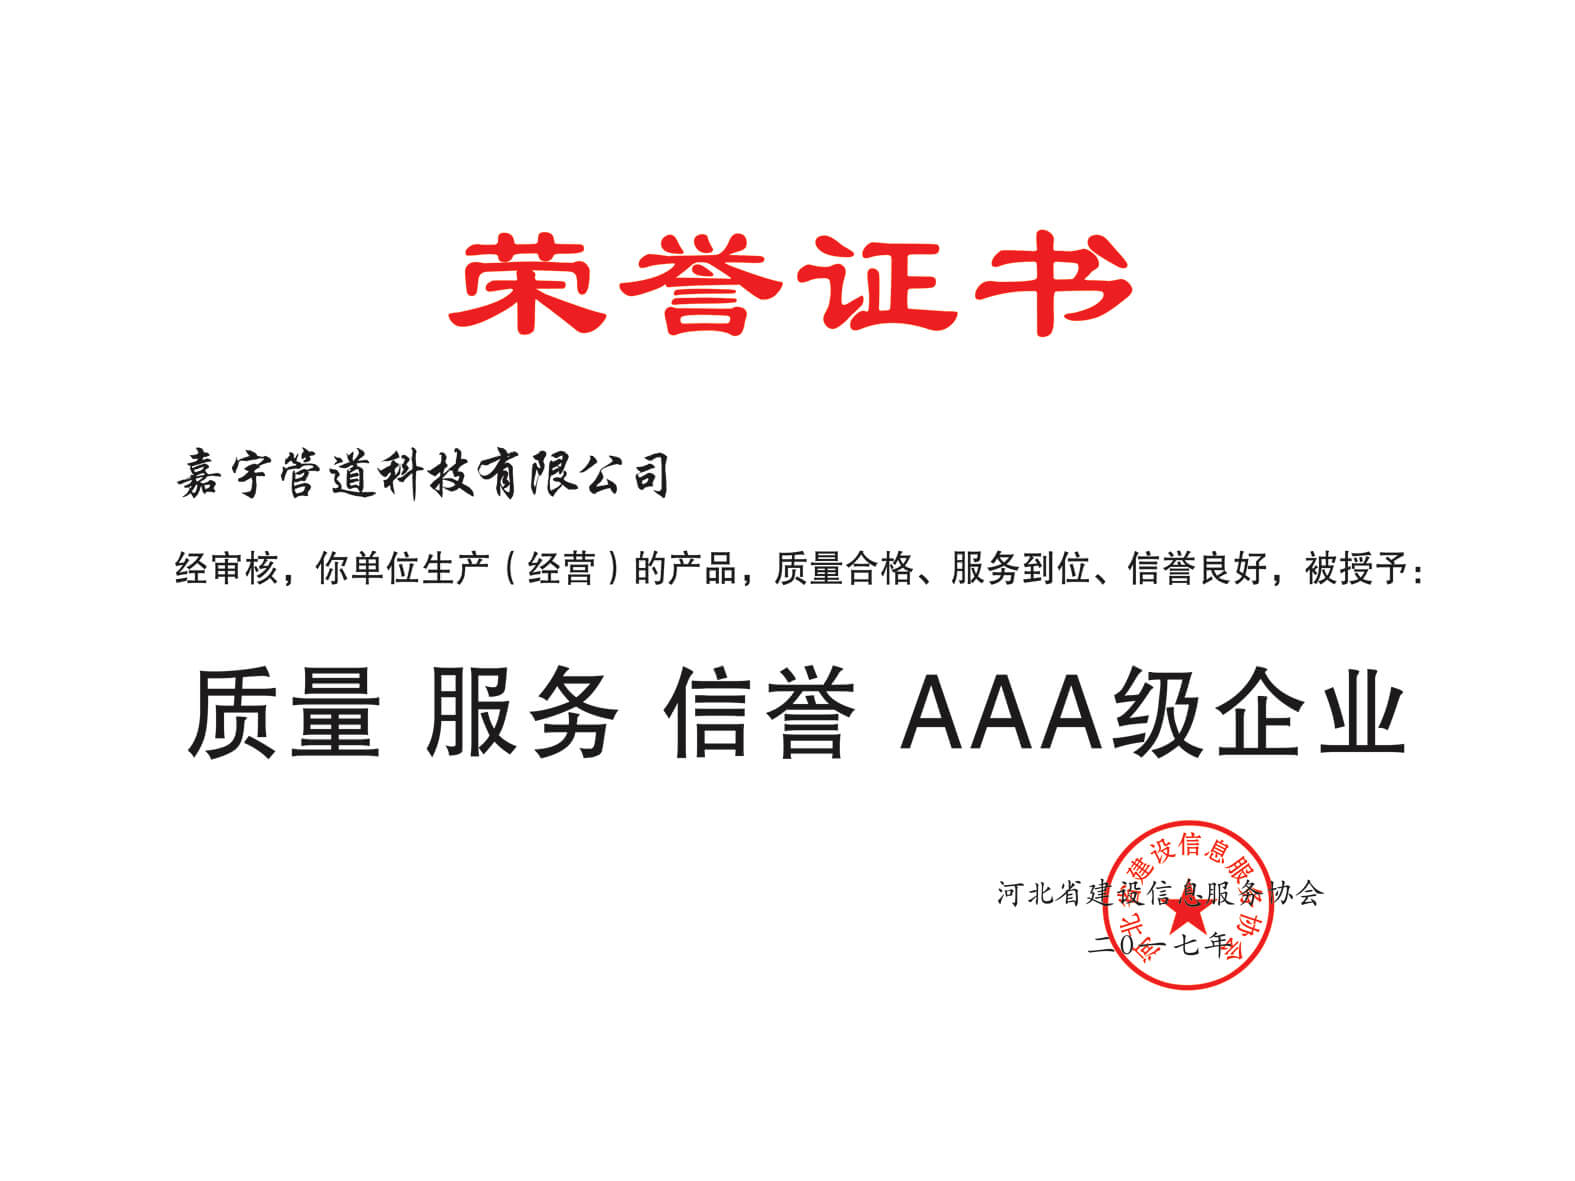 荣誉证书
嘉宇管道科技有限公司
经审核，你单位生产（经营）的产品，质量合格、服务到位、信誉良好，被授予：
质量 服务 信誉 AAA级企业
河北省建设信息服务协会
河北省建设信息服务协会
二0一七年